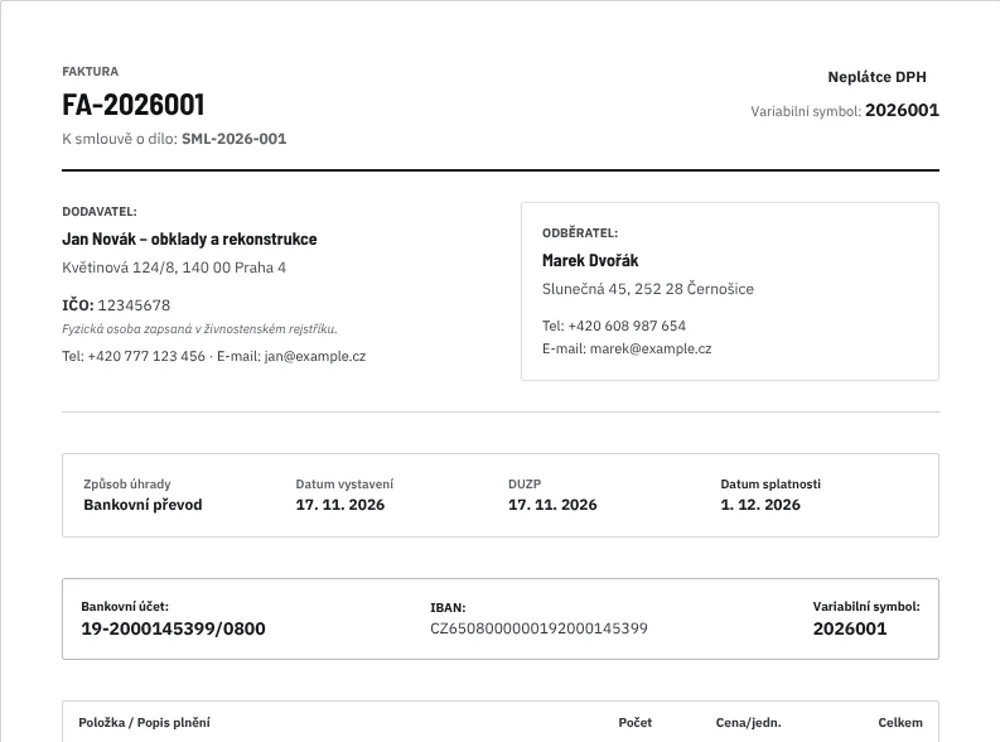 FAKTURA
FA-2026001
K smlouvě o dílo: SML-2026-001
Neplátce DPH
Variabilní symbol: 2026001
DODAVATEL:
Jan Novák – obklady a rekonstrukce
Květinová 124/8, 140 00 Praha 4
IČO: 12345678
Fyzická osoba zapsaná v živnostenském rejstříku.
Tel: +420 777 123 456 · E-mail: jan@example.cz
ODBĚRATEL:
Marek Dvořák
Slunečná 45, 252 28 Černošice
Tel: +420 608 987 654
E-mail: marek@example.cz
Způsob úhrady
Bankovní převod
Datum vystavení
17. 11. 2026
DUZP
17. 11. 2026
Datum splatnosti
1. 12. 2026
Bankovní účet:
19-2000145399/0800
IBAN:
CZ6508000000192000145399
Variabilní symbol:
2026001
Položka / Popis plnění Počet Cena/jedn. Celkem